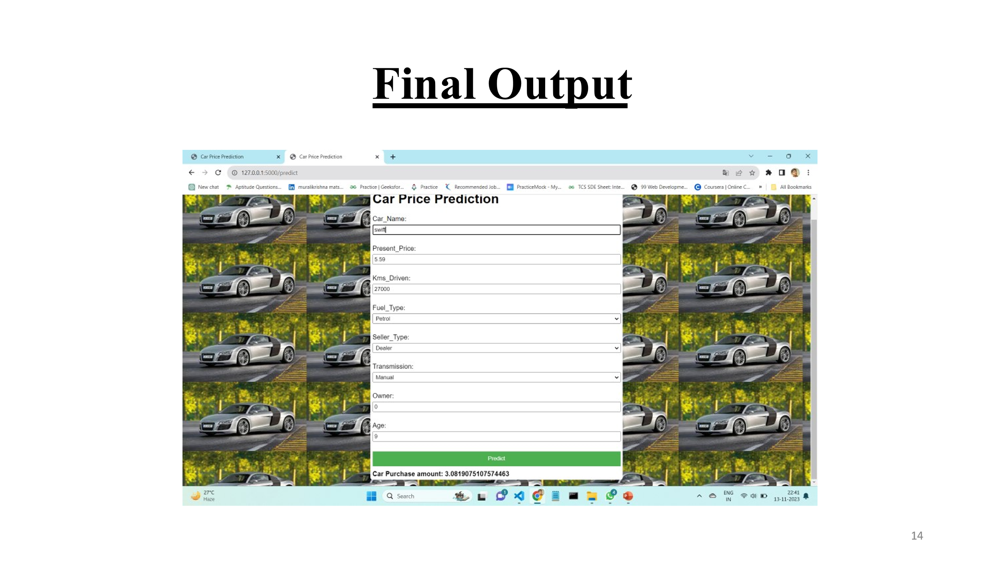 Final Output
Car Price Prediction
Car Price Prediction
127.0.0.1:5000/predict
New chat
Aptitude Questions...
muralikrishna mats...
Practice | Geeksfor...
Practice
Recommended Job...
PracticeMock - My...
TCS SDE Sheet: Inte...
99 Web Developme...
Coursera | Online C...
All Bookmarks
Car Price Prediction
Car_Name:
swift
Present_Price:
5.59
Kms_Driven:
27000
Fuel_Type:
Petrol
Seller_Type:
Dealer
Transmission:
Manual
Owner:
0
Age:
9
Predict
Car Purchase amount: 3.0819075107574463
27°C
Haze
Search
1
4
ENG
IN
22:41
13-11-2023
14